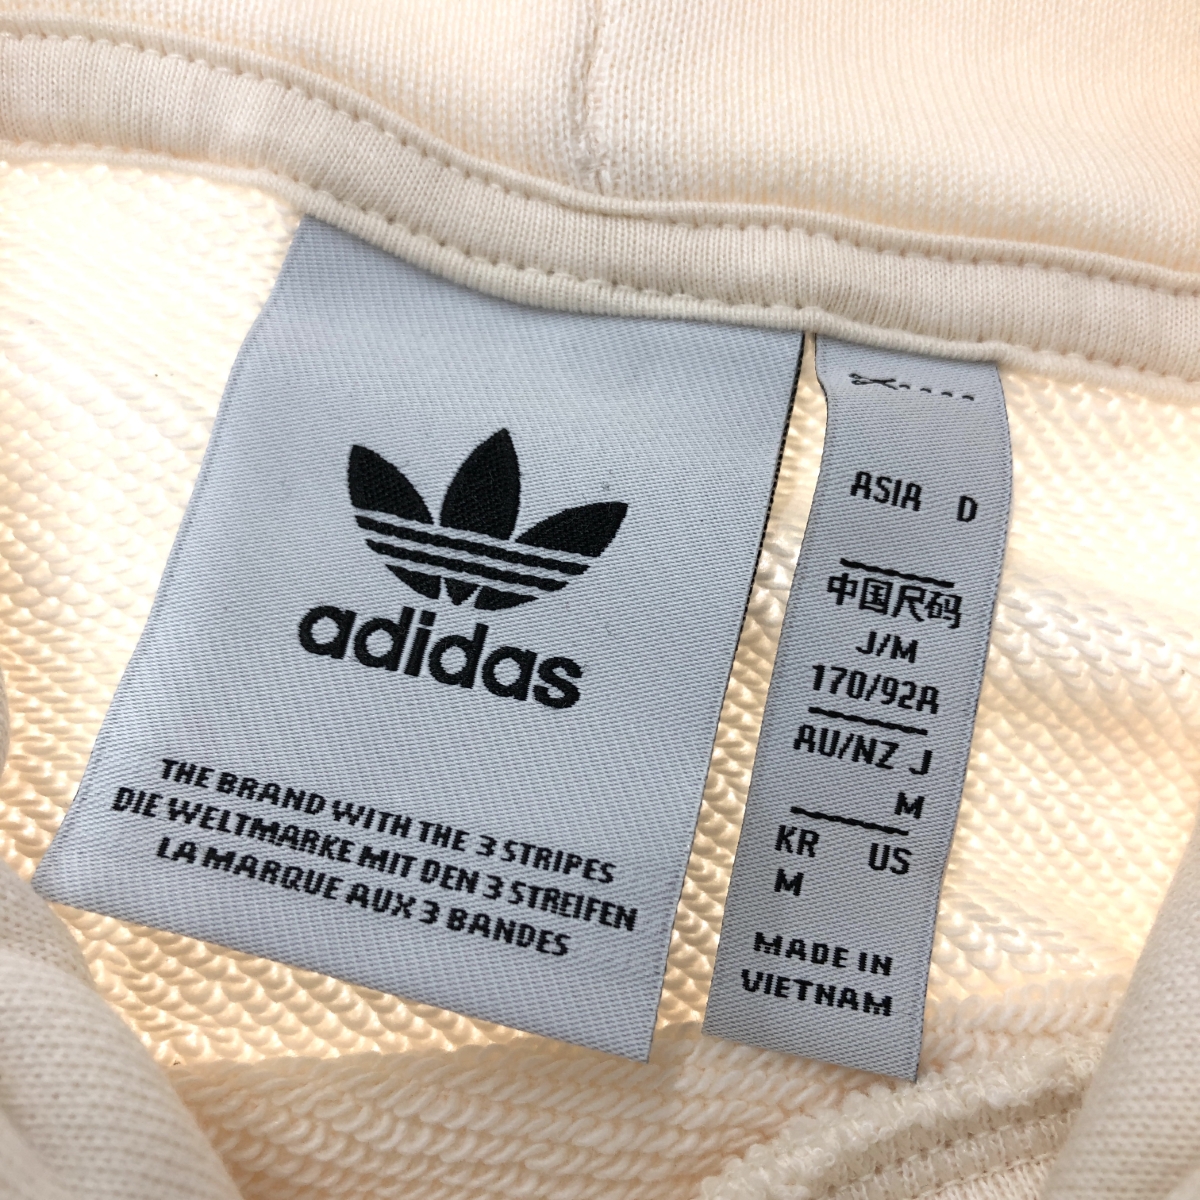 adidas
THE BRAND WITH THE 3 STRIPES
DIE WELTMARKE MIT DEN 3 STREIFEN
LA MARQUE AUX 3 BANDES
ASIA D
中国尺码
J/M
170/92A
AU/NZ J
M
KR US
M
MADE IN
VIETNAM